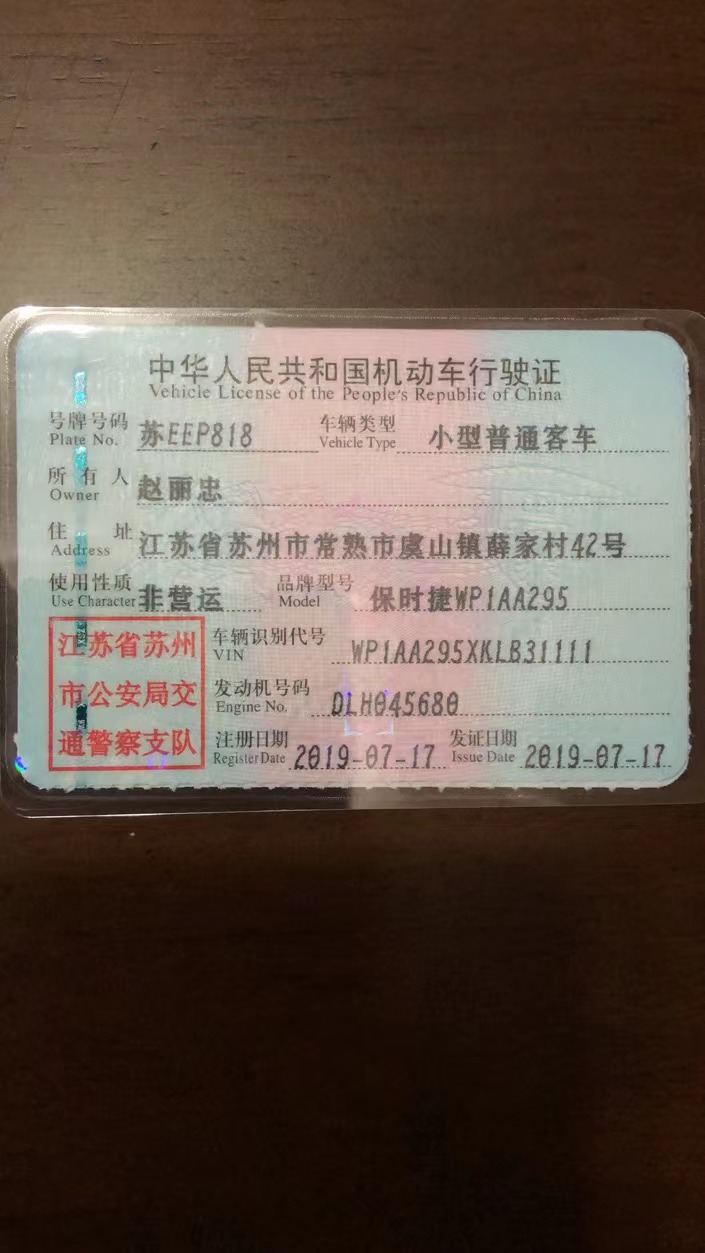 中华人民共和国机动车行驶证
Vehicle License of the People's Republic of China
号牌号码 苏EEP818 车辆类型 小型普通客车
Plate No. Vehicle Type
所有人 赵丽忠
Owner
住址 江苏省苏州市常熟市虞山镇薛家村42号
Address
使用性质 非营运 品牌型号 保时捷WP1AA295
Use Character Model
江苏省苏州
市公安局交
通警察支队
车辆识别代号 WP1AA295XKLB31111
VIN
发动机号码 DLH045680
Engine No.
注册日期 2019-07-17 发证日期 2019-07-17
Register Date Issue Date